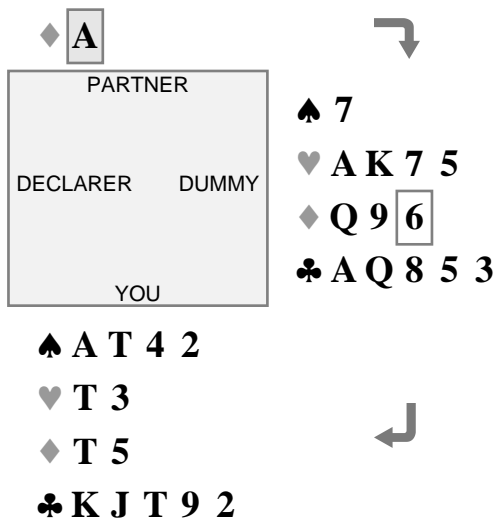 ♦ A
PARTNER
♠ 7
♥ A K 7 5
DECLARER DUMMY
♦ Q 9 6
♣ A Q 8 5 3
YOU
♠ A T 4 2
♥ T 3
♦ T 5
♣ K J T 9 2